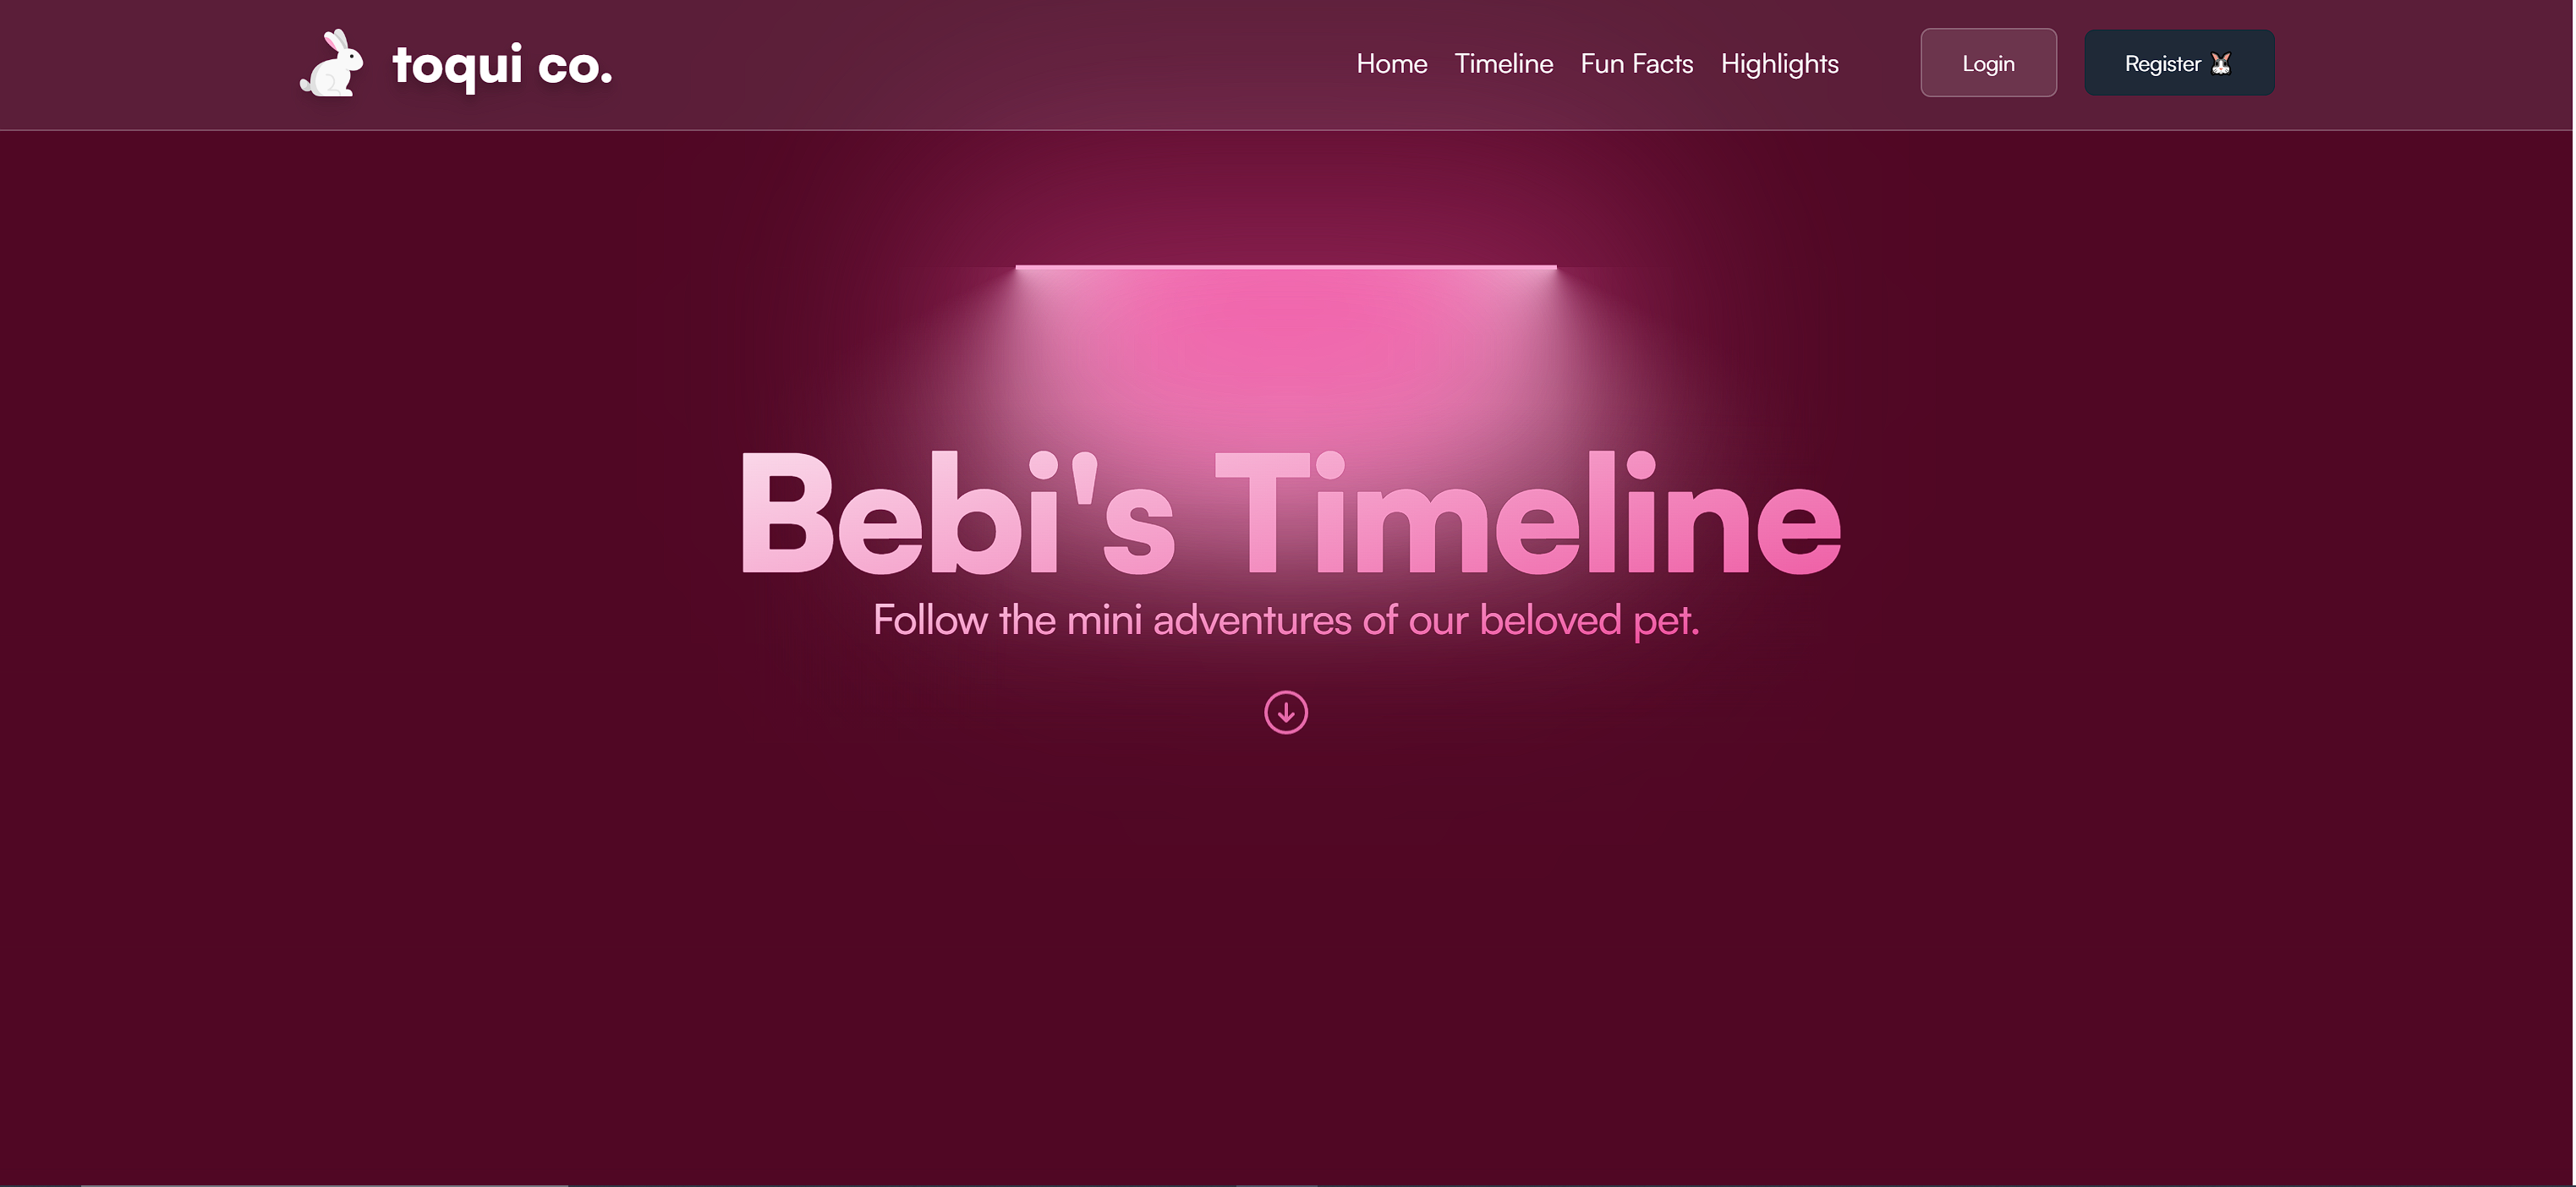 toqui co.
Home Timeline Fun Facts Highlights Login Register
Bebi's Timeline
Follow the mini adventures of our beloved pet.